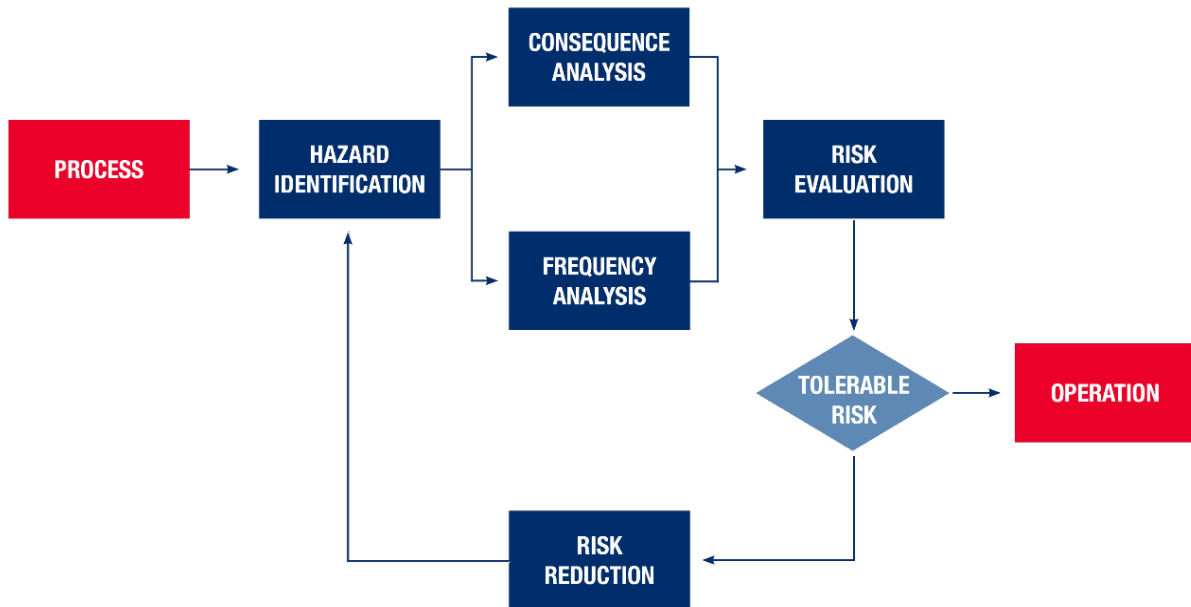 PROCESS
HAZARD
IDENTIFICATION
CONSEQUENCE
ANALYSIS
FREQUENCY
ANALYSIS
RISK
EVALUATION
TOLERABLE
RISK
OPERATION
RISK
REDUCTION